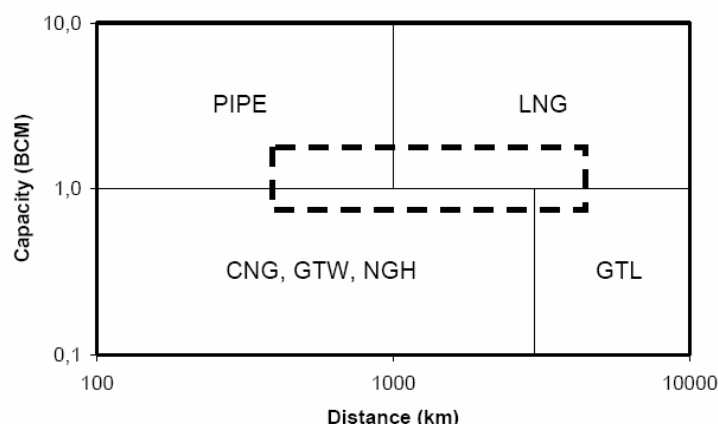 10,0
PIPE
LNG
Capacity (BCM)
1,0
CNG, GTW, NGH
GTL
0,1
100
1000
10000
Distance (km)